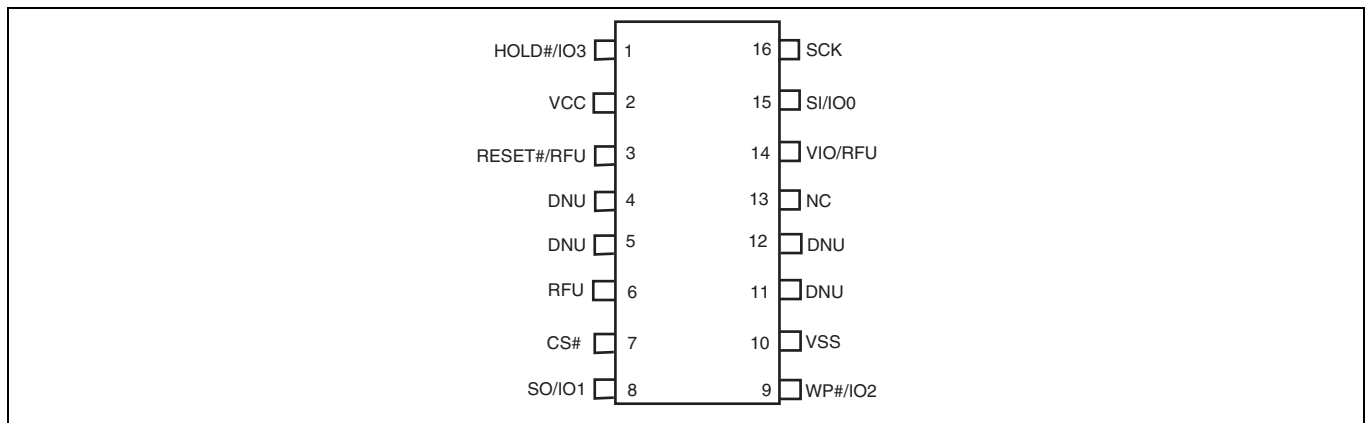 HOLD#/IO3 1 16 SCK
VCC 2 15 SI/IO0
RESET#/RFU 3 14 VIO/RFU
DNU 4 13 NC
DNU 5 12 DNU
RFU 6 11 DNU
CS# 7 10 VSS
SO/IO1 8 9 WP#/IO2